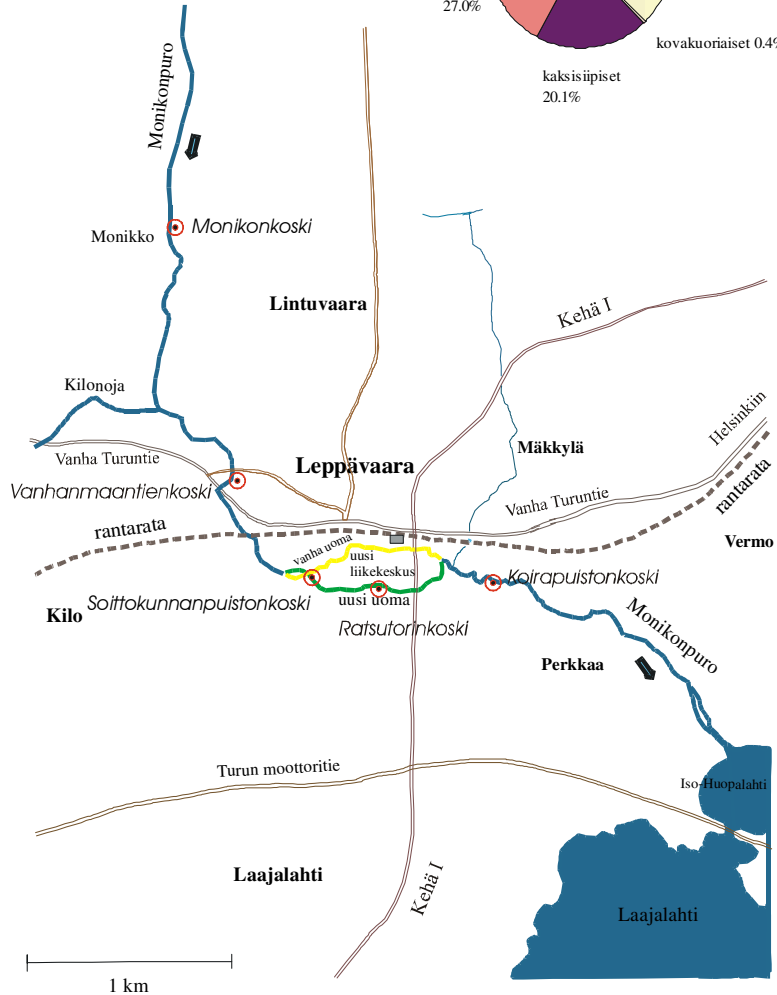 27.0%
kovakuoriaiset 0.4%
kaksisiipiset
20.1%
Monikonpuro
Monikonkoski
Monikko
Lintuvaara
Kehä I
Kilonoja
Helsinkiin
Vanha Turuntie
Leppävaara
Mäkkylä
Vanhanmaantienkoski
Vanha Turuntie
rantarata
rantarata
Vermo
vanha uoma
uusi
liikekeskus
Koirapuistonkoski
Soittokunnanpuistonkoski
uusi uoma
Kilo
Ratsutorinkoski
Monikonpuro
Perkkaa
Turun moottoritie
Iso-Huopalahti
Laajalahti
Kehä I
Laajalahti
1 km